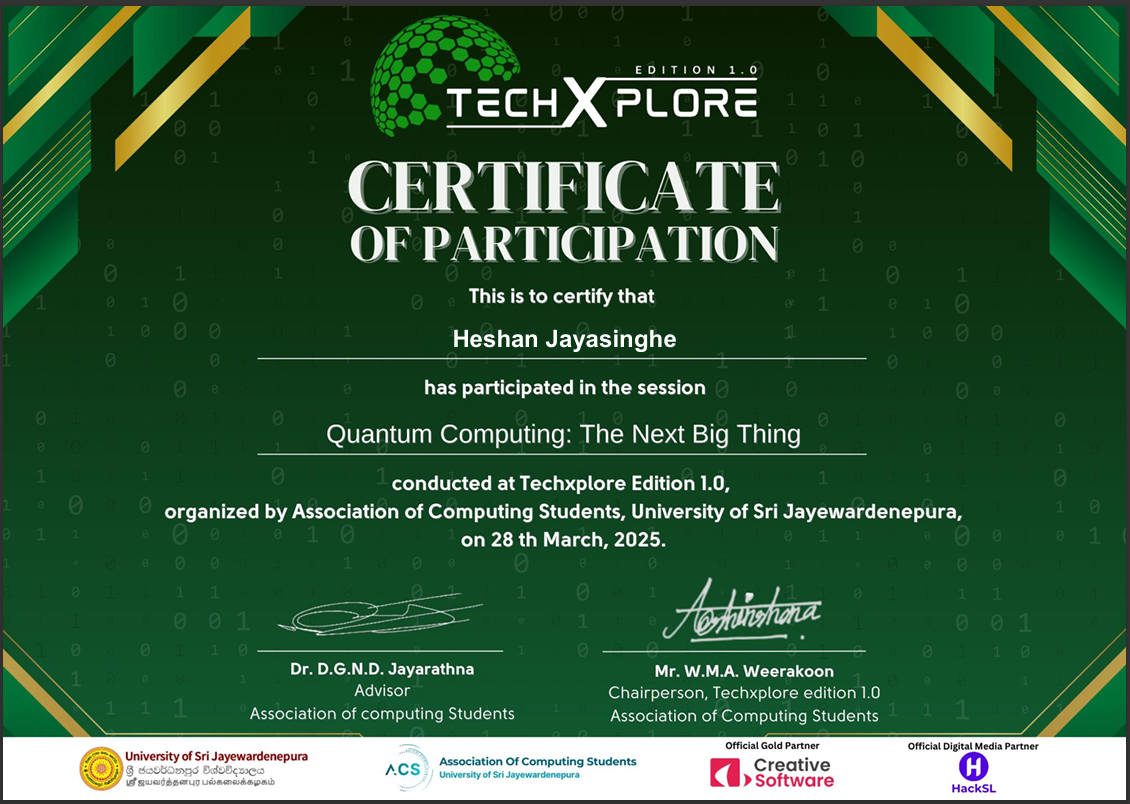 EDITION 1.0
TECHXPLORE
CERTIFICATE
OF PARTICIPATION
This is to certify that
Heshan Jayasinghe
has participated in the session
Quantum Computing: The Next Big Thing
conducted at Techxplore Edition 1.0,
organized by Association of Computing Students, University of Sri Jayewardenepura,
on 28 th March, 2025.
Dr. D.G.N.D. Jayarathna
Advisor
Association of computing Students
Mr. W.M.A. Weerakoon
Chairperson, Techxplore edition 1.0
Association of Computing Students
University of Sri Jayewardenepura
ශ්‍රී ජයවර්ධනපුර විශ්වවිද්‍යාලය
ஸ்ரீ ஜயவர்த்தனபுர பல்கலைக்கழகம்
ACS
Association Of Computing Students
University of Sri Jayewardenepura
Official Gold Partner
Creative
Software
Official Digital Media Partner
HackSL